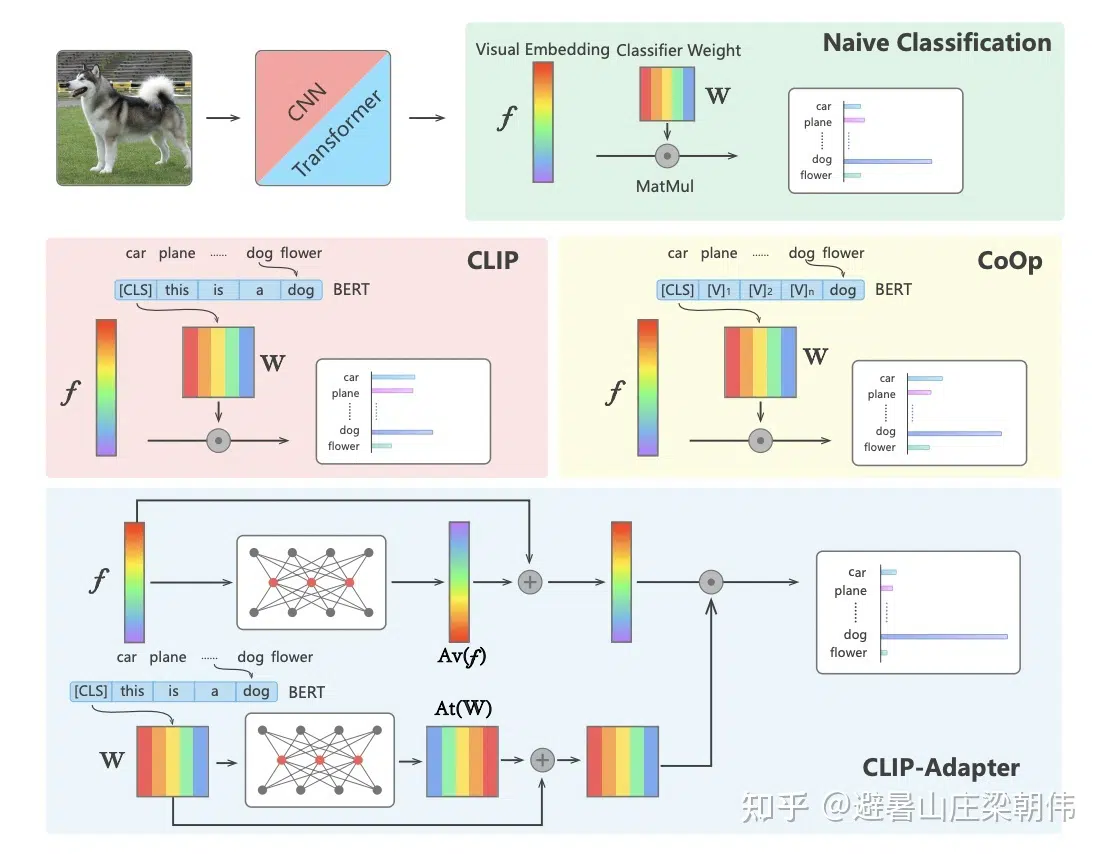 Naive Classification
Visual Embedding Classifier Weight
CNN
Transformer
f
W
MatMul
car
plane
dog
flower
CLIP
car plane ...... dog flower
[CLS] this is a dog BERT
f
W
car
plane
dog
flower
CoOp
car plane ...... dog flower
[CLS] [V]₁ [V]₂ [V]ₙ dog BERT
f
W
car
plane
dog
flower
f
Av(f)
car
plane
dog
flower
car plane ...... dog flower
[CLS] this is a dog BERT
At(W)
W
CLIP-Adapter
知乎 @避暑山庄梁朝伟